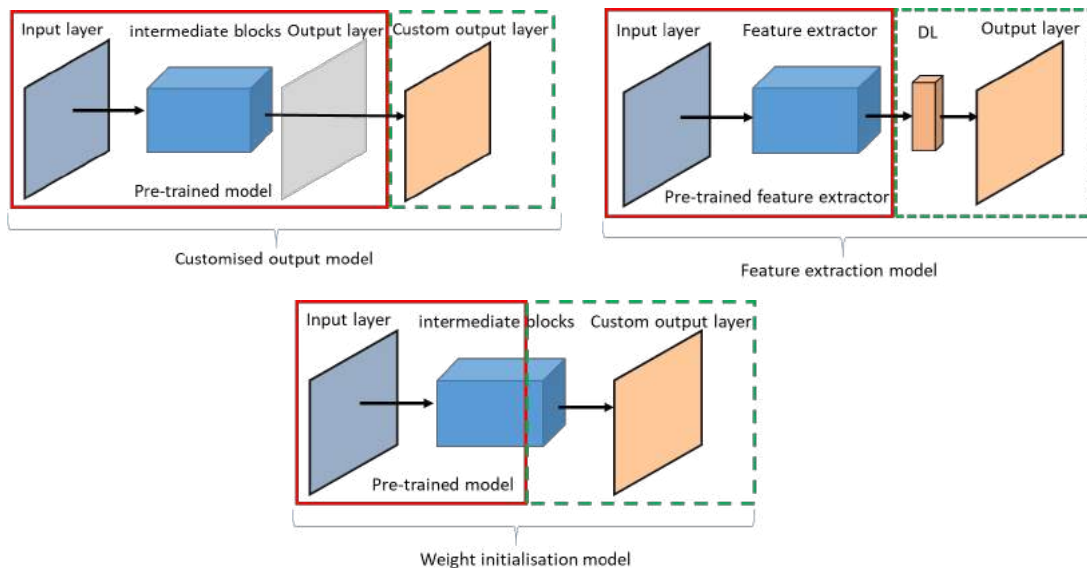 Input layer
intermediate blocks
Output layer
Custom output layer
Pre-trained model
Customised output model
Input layer
Feature extractor
DL
Output layer
Pre-trained feature extractor
Feature extraction model
Input layer
intermediate blocks
Custom output layer
Pre-trained model
Weight initialisation model